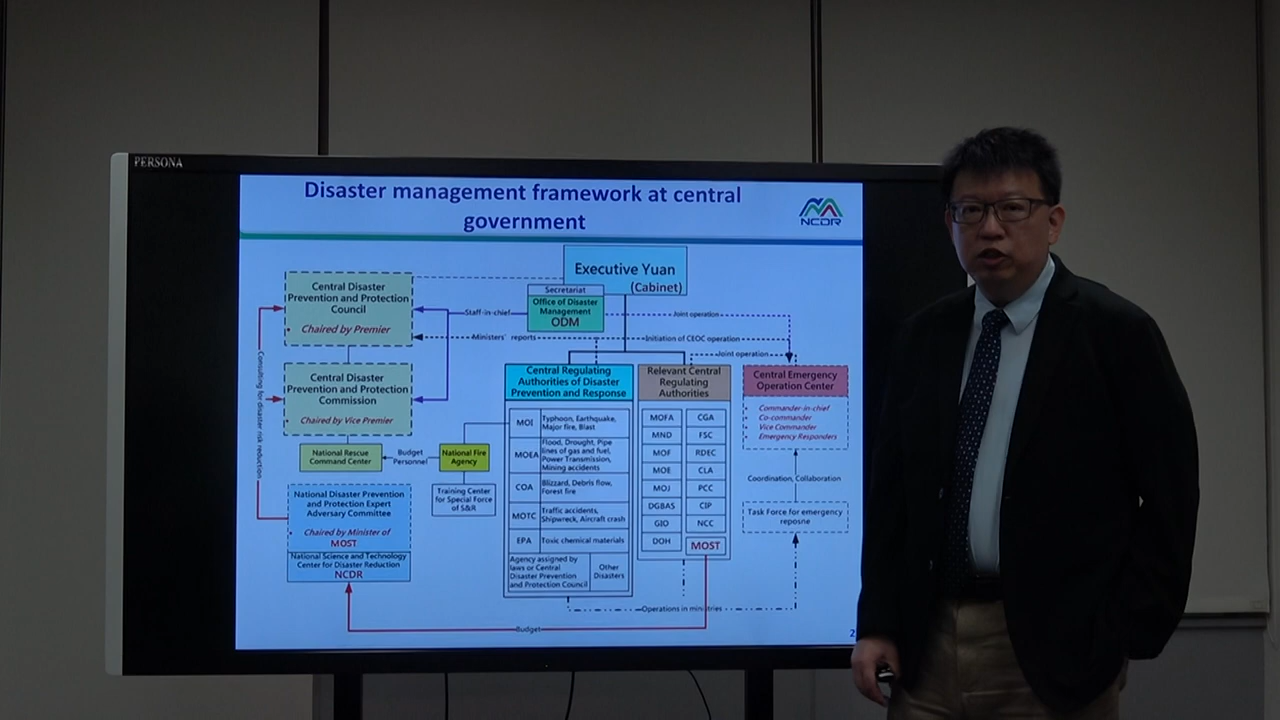 PERSONA
Disaster management framework at central
government
NCDR
Executive Yuan
(Cabinet)
Secretariat
Office of Disaster
Management
ODM
Central Disaster
Prevention and Protection
Council
• Chaired by Premier
Staff-in-chief
Joint operation
Ministers' reports
Initiation of CEOC operation
Joint operation
Consulting for disaster risk reduction
Central Disaster
Prevention and Protection
Commission
• Chaired by Vice Premier
National Rescue
Command Center
Budget
Personnel
National Fire
Agency
Training Center
for Special Force
of S&R
National Disaster Prevention
and Protection Expert
Adversary Committee
• Chaired by Minister of
MOST
National Science and Technology
Center for Disaster Reduction
NCDR
Central Regulating
Authorities of Disaster
Prevention and Response
MOI
Typhoon, Earthquake,
Major fire, Blast
MOEA
Flood, Drought, Pipe
lines of gas and fuel,
Power Transmission,
Mining accidents
COA
Blizzard, Debris flow,
Forest fire
MOTC
Traffic accidents,
Shipwreck, Aircraft crash
EPA
Toxic chemical materials
Agency assigned by
laws or Central
Disaster Prevention
and Protection Council
Other
Disasters
Relevant Central
Regulating
Authorities
MOFA
CGA
MND
FSC
MOF
RDEC
MOE
CLA
MOJ
PCC
DGBAS
CIP
GIO
NCC
DOH
MOST
Central Emergency
Operation Center
• Commander-in-chief
• Co-commander
• Vice Commander
• Emergency Responders
Coordination, Collaboration
Task Force for emergency
reposne
Operations in ministries
Budget
2